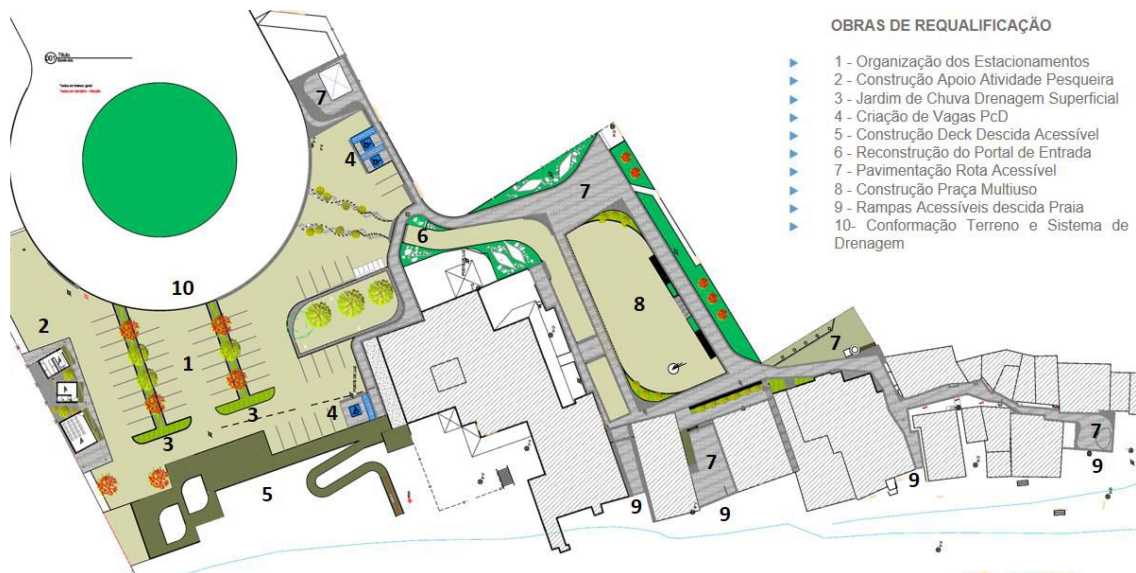 OBRAS DE REQUALIFICAÇÃO
1 - Organização dos Estacionamentos
2 - Construção Apoio Atividade Pesqueira
3 - Jardim de Chuva Drenagem Superficial
4 - Criação de Vagas PcD
5 - Construção Deck Descida Acessível
6 - Reconstrução do Portal de Entrada
7 - Pavimentação Rota Acessível
8 - Construção Praça Multiuso
9 - Rampas Acessíveis descida Praia
10- Conformação Terreno e Sistema de
Drenagem
001
Título
7
4
7
6
10
8
2
1
7
3
4
3
7
7
5
9
9
9
9